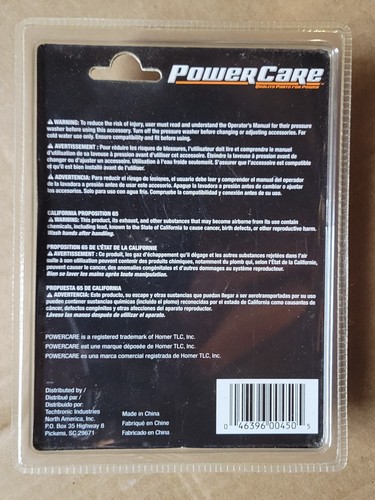 POWERCARE
QUALITY PARTS FOR POWER
⚠ WARNING: To reduce the risk of injury, user must read and understand the Operator's Manual for their pressure
washer before using this accessory. Turn off the pressure washer before changing or adjusting accessories. For
cold water use only. Ensure compatibility and fit before using.
⚠ AVERTISSEMENT : Pour réduire les risques de blessures, l'utilisateur doit lire et comprendre le manuel
d'utilisation de sa laveuse à pression avant d'utiliser cet accessoire. Éteindre la laveuse à pression avant de
changer ou d'ajuster un accessoire. Utilisation à l'eau froide seulement. S'assurer que l'accessoire est compatible
et qu'il est bien installé avant de l'utiliser.
⚠ ADVERTENCIA: Para reducir el riesgo de lesiones, el usuario debe leer y comprender el manual del operador
de la lavadora a presión antes de usar este accesorio. Apague la lavadora a presión antes de cambiar o ajustar
los accesorios. Solo para uso con agua fría. Compruebe la compatibilidad y conexión antes de su uso.
CALIFORNIA PROPOSITION 65
⚠ WARNING: This product, its exhaust, and other substances that may become airborne from its use contain
chemicals, including lead, known to the State of California to cause cancer, birth defects, or other reproductive harm.
Wash hands after handling.
PROPOSITION 65 DE L'ÉTAT DE LA CALIFORNIE
⚠ AVERTISSEMENT : Ce produit, les gaz d'échappement qu'il dégage et les autres substances rejetées dans l'air
suite à son utilisation peuvent contenir des produits chimiques, notamment du plomb qui, selon l'État de la Californie,
peuvent causer le cancer, des anomalies congénitales et d'autres dommages au système reproducteur.
Bien se laver les mains après toute manipulation.
PROPUESTA 65 DE CALIFORNIA
⚠ ADVERTENCIA: Este producto, su escape y otras sustancias que puedan llegar a ser aerotransportadas por su uso
pueden contener sustancias químicas (incluido el plomo) reconocidas por el estado de California como causantes de
cáncer, defectos congénitos y otras afecciones del aparato reproductor.
Lávese las manos después de utilizar el aparato.
POWERCARE is a registered trademark of Homer TLC, Inc.
POWERCARE est une marque déposée de Homer TLC, Inc.
POWERCARE es una marca comercial registrada de Homer TLC, Inc.
Distributed by /
Distribué par /
Distribuido por:
Techtronic Industries
North America, Inc.
P.O. Box 35 Highway 8
Pickens, SC 29671
Made in China
Fabriqué en Chine
Fabricado en China
0 46396 00450 5